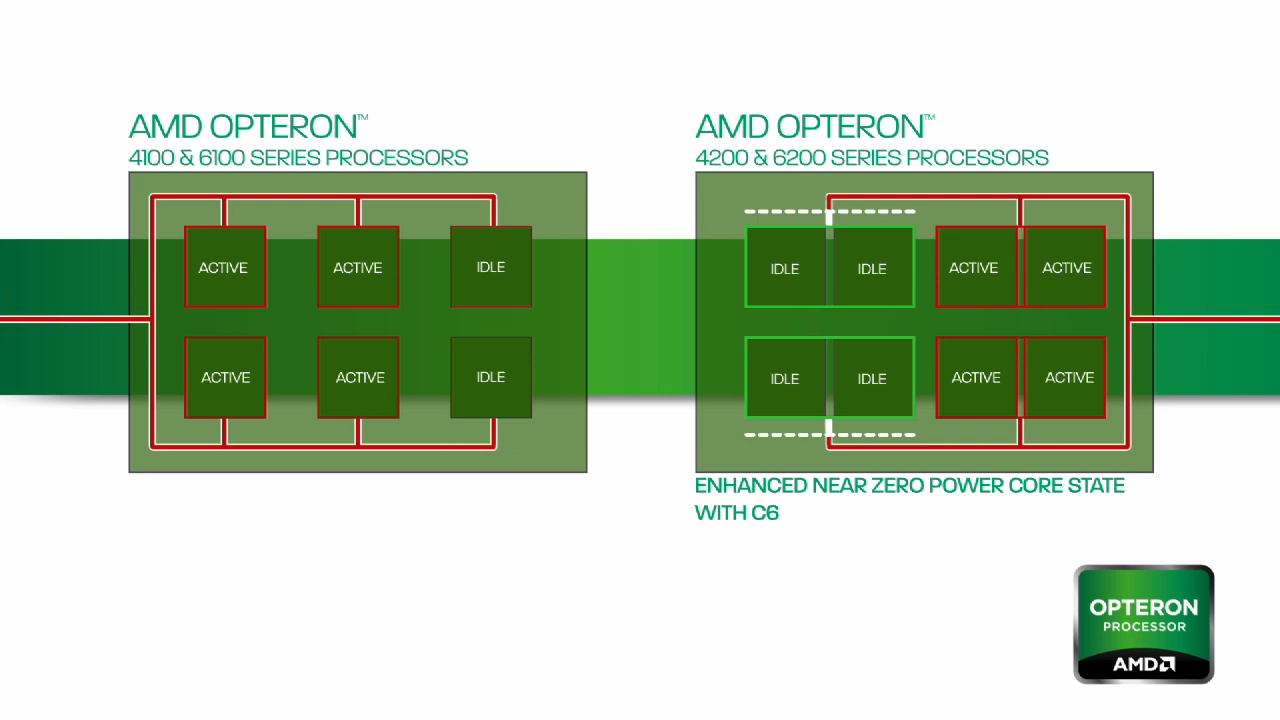 AMD OPTERON™
4100 & 6100 SERIES PROCESSORS
ACTIVE ACTIVE IDLE
ACTIVE ACTIVE IDLE
AMD OPTERON™
4200 & 6200 SERIES PROCESSORS
IDLE IDLE ACTIVE ACTIVE
IDLE IDLE ACTIVE ACTIVE
ENHANCED NEAR ZERO POWER CORE STATE
WITH C6
OPTERON
PROCESSOR
AMD